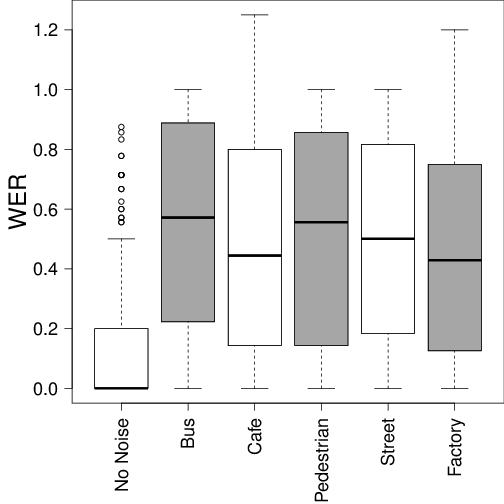 WER
1.2
1.0
0.8
0.6
0.4
0.2
0.0
No Noise
Bus
Cafe
Pedestrian
Street
Factory